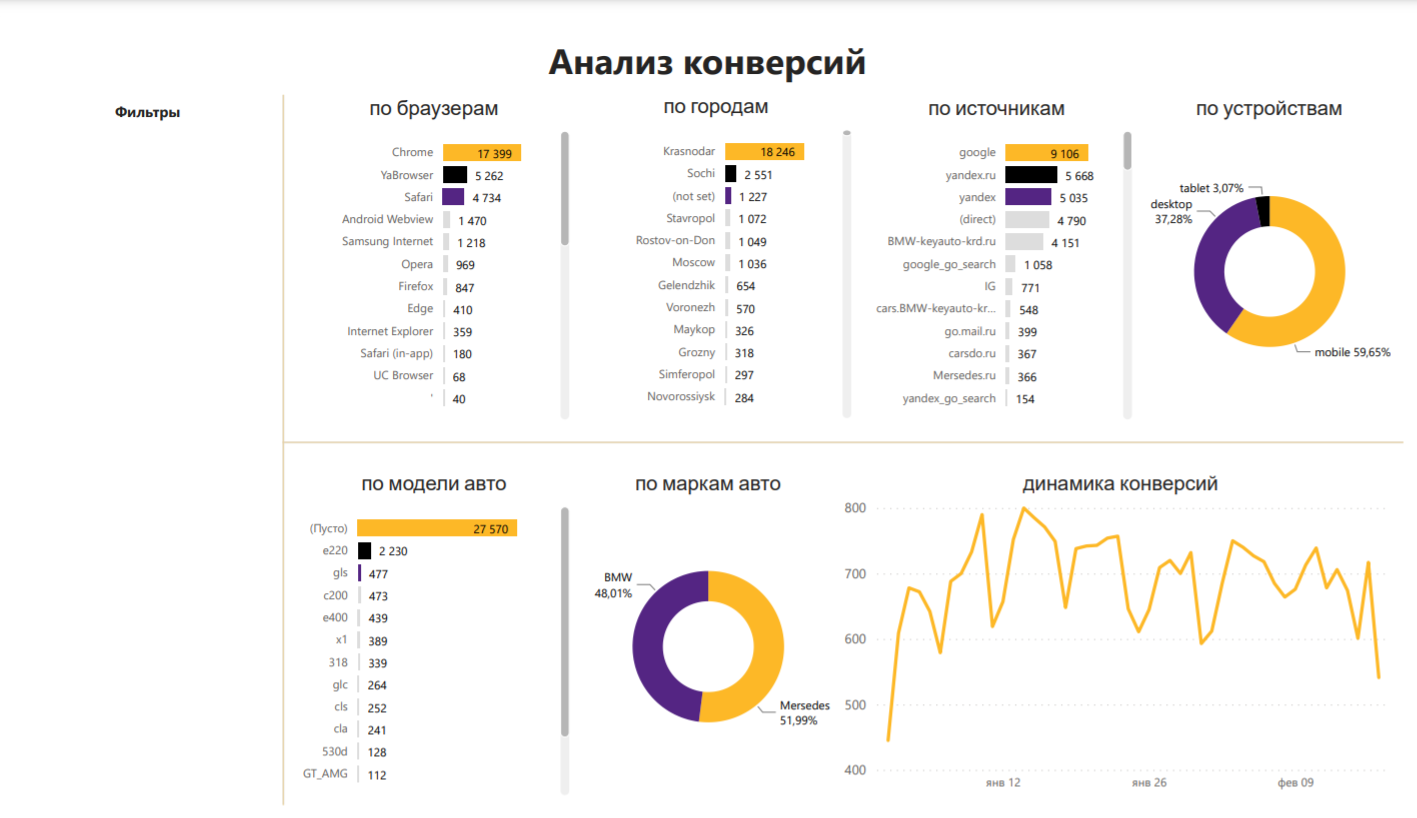 Анализ конверсий
Фильтры
по браузерам
Chrome 17 399
YaBrowser 5 262
Safari 4 734
Android Webview 1 470
Samsung Internet 1 218
Opera 969
Firefox 847
Edge 410
Internet Explorer 359
Safari (in-app) 180
UC Browser 68
' 40
по городам
Krasnodar 18 246
Sochi 2 551
(not set) 1 227
Stavropol 1 072
Rostov-on-Don 1 049
Moscow 1 036
Gelendzhik 654
Voronezh 570
Maykop 326
Grozny 318
Simferopol 297
Novorossiysk 284
по источникам
google 9 106
yandex.ru 5 668
yandex 5 035
(direct) 4 790
BMW-keyauto-krd.ru 4 151
google_go_search 1 058
IG 771
cars.BMW-keyauto-kr... 548
go.mail.ru 399
carsdo.ru 367
Mersedes.ru 366
yandex_go_search 154
по устройствам
tablet 3,07%
desktop
37,28%
mobile 59,65%
по модели авто
(Пусто) 27 570
e220 2 230
gls 477
c200 473
e400 439
x1 389
318 339
glc 264
cls 252
cla 241
530d 128
GT_AMG 112
по маркам авто
BMW
48,01%
Mersedes
51,99%
динамика конверсий
800
700
600
500
400
янв 12 янв 26 фев 09